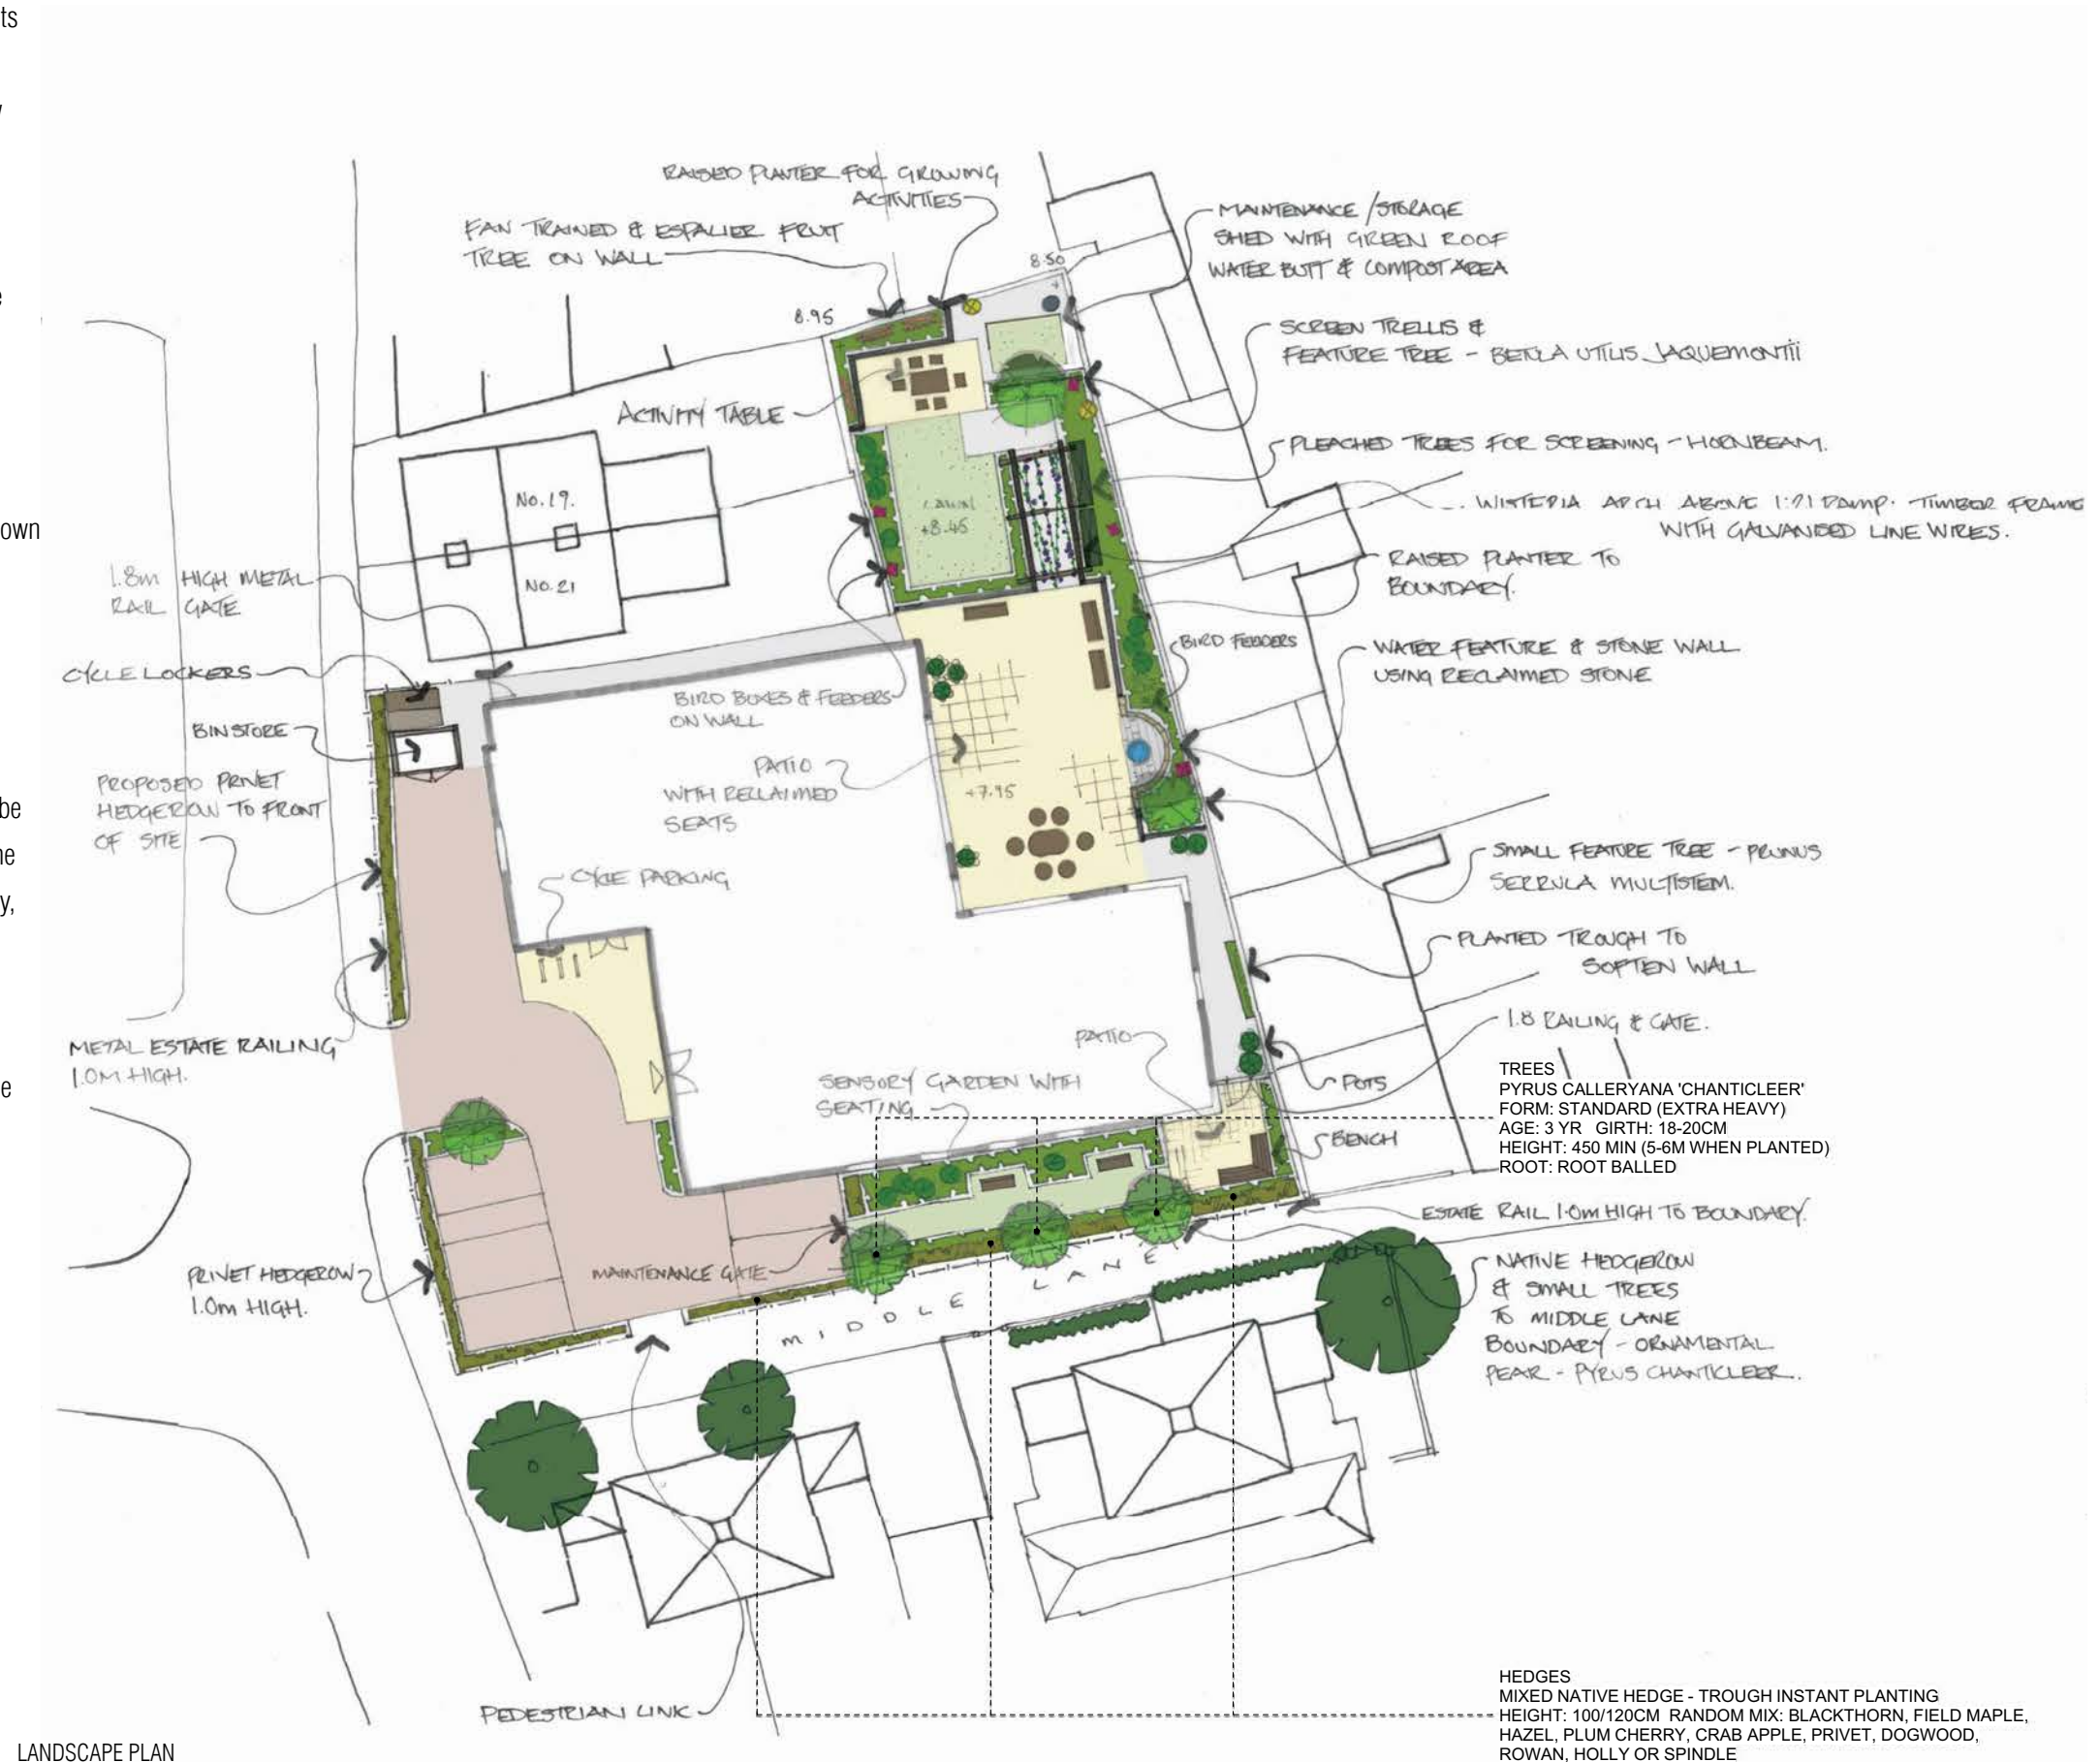 ts
y
e
own
be
ne
y,
e
RAISED PLANTER FOR GROWING
ACTIVITIES
FAN TRAINED & ESPALIER FRUIT
TREE ON WALL
MAINTENANCE / STORAGE
SHED WITH GREEN ROOF
WATER BUTT & COMPOST AREA
8.50
8.95
SCREEN TRELLIS &
FEATURE TREE - BETULA UTILIS JAQUEMONTII
ACTIVITY TABLE
PLEACHED TREES FOR SCREENING - HORNBEAM.
No. 19.
LAWN
+8.45
WISTERIA ARCH ABOVE 1:21 RAMP. TIMBER FRAME
WITH GALVANISED LINE WIRES.
1.8m HIGH METAL
RAIL GATE
No. 21
RAISED PLANTER TO
BOUNDARY.
BIRD FEEDERS
WATER FEATURE & STONE WALL
USING RECLAIMED STONE
CYCLE LOCKERS
BIRD BOXES & FEEDERS
ON WALL
BIN STORE
PATIO
WITH RECLAIMED
SEATS
+7.95
PROPOSED PRIVET
HEDGEROW TO FRONT
OF SITE
SMALL FEATURE TREE - PRUNUS
SERRULA MULTISTEM.
CYCLE PARKING
PLANTED TROUGH TO
SOFTEN WALL
1.8 RAILING & GATE.
METAL ESTATE RAILING
1.0M HIGH.
PATIO
SENSORY GARDEN WITH
SEATING
POTS
TREES
PYRUS CALLERYANA 'CHANTICLEER'
FORM: STANDARD (EXTRA HEAVY)
AGE: 3 YR GIRTH: 18-20CM
HEIGHT: 450 MIN (5-6M WHEN PLANTED)
ROOT: ROOT BALLED
BENCH
ESTATE RAIL 1.0m HIGH TO BOUNDARY.
PRIVET HEDGEROW
1.0m HIGH.
MAINTENANCE GATE
MIDDLE LANE
NATIVE HEDGEROW
& SMALL TREES
TO MIDDLE LANE
BOUNDARY - ORNAMENTAL
PEAR - PYRUS CHANTICLEER.
PEDESTRIAN LINK
HEDGES
MIXED NATIVE HEDGE - TROUGH INSTANT PLANTING
HEIGHT: 100/120CM RANDOM MIX: BLACKTHORN, FIELD MAPLE,
HAZEL, PLUM CHERRY, CRAB APPLE, PRIVET, DOGWOOD,
ROWAN, HOLLY OR SPINDLE
LANDSCAPE PLAN